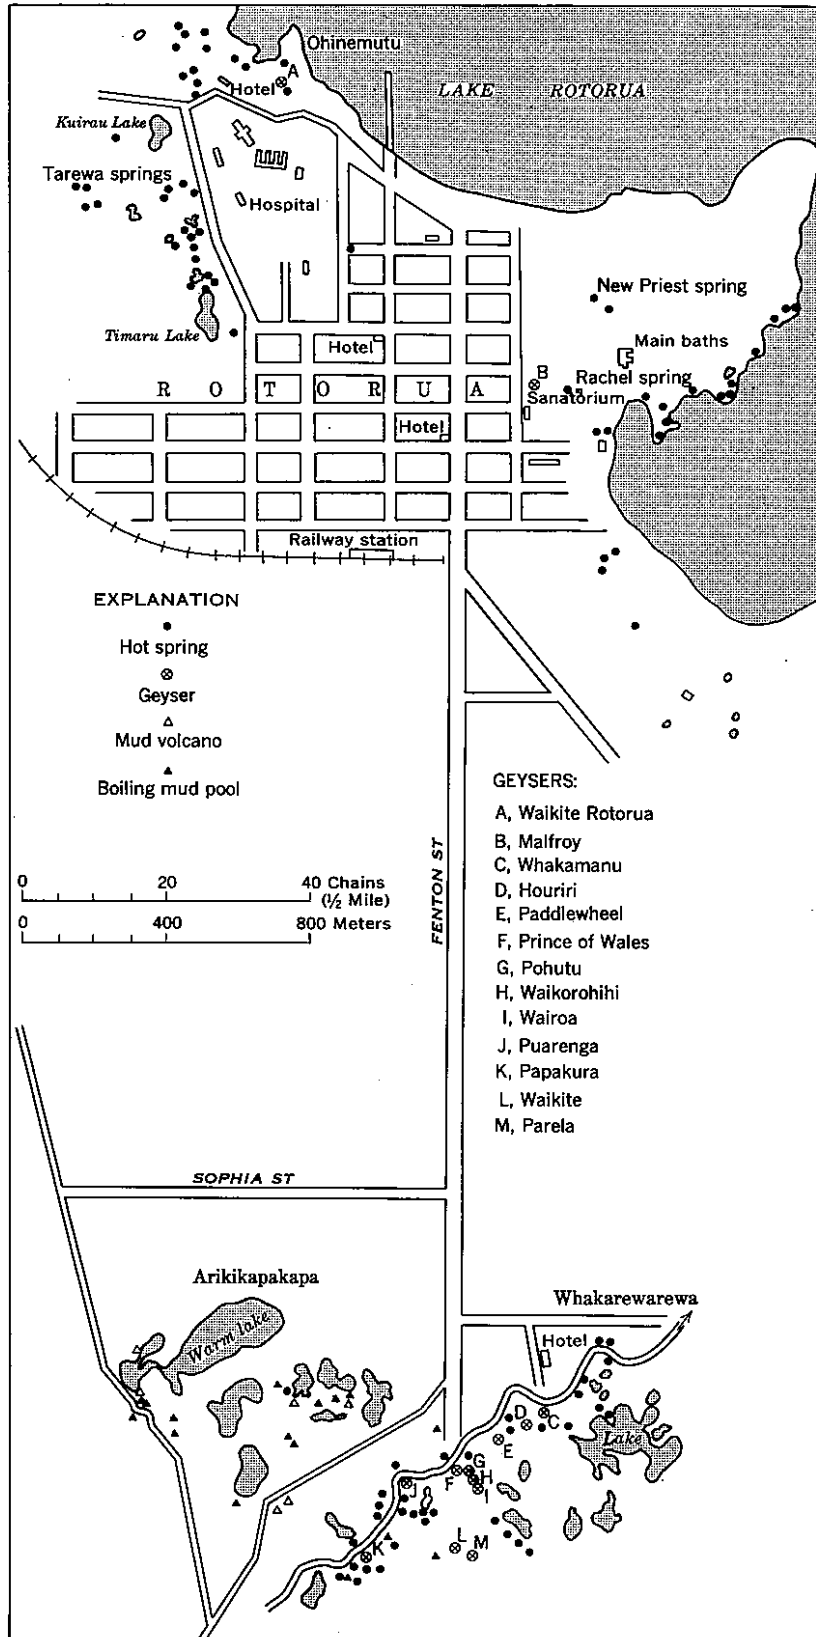 Ohinemutu
A
Hotel
LAKE ROTORUA
Kuirau Lake
Tarewa springs
Hospital
New Priest spring
Timaru Lake
Hotel
Main baths
B
Rachel spring
ROTORUA
Sanatorium
Hotel
Railway station
EXPLANATION
Hot spring
Geyser
Mud volcano
Boiling mud pool
GEYSERS:
A, Waikite Rotorua
B, Malfroy
C, Whakamanu
D, Houriri
E, Paddlewheel
F, Prince of Wales
G, Pohutu
H, Waikorohihi
I, Wairoa
J, Puarenga
K, Papakura
L, Waikite
M, Parela
0 20 40 Chains
(½ Mile)
0 400 800 Meters
FENTON ST
SOPHIA ST
Arikikapakapa
Whakarewarewa
Warm lake
Hotel
D
C
E
Lake
G
F
H
J
I
L
M
K